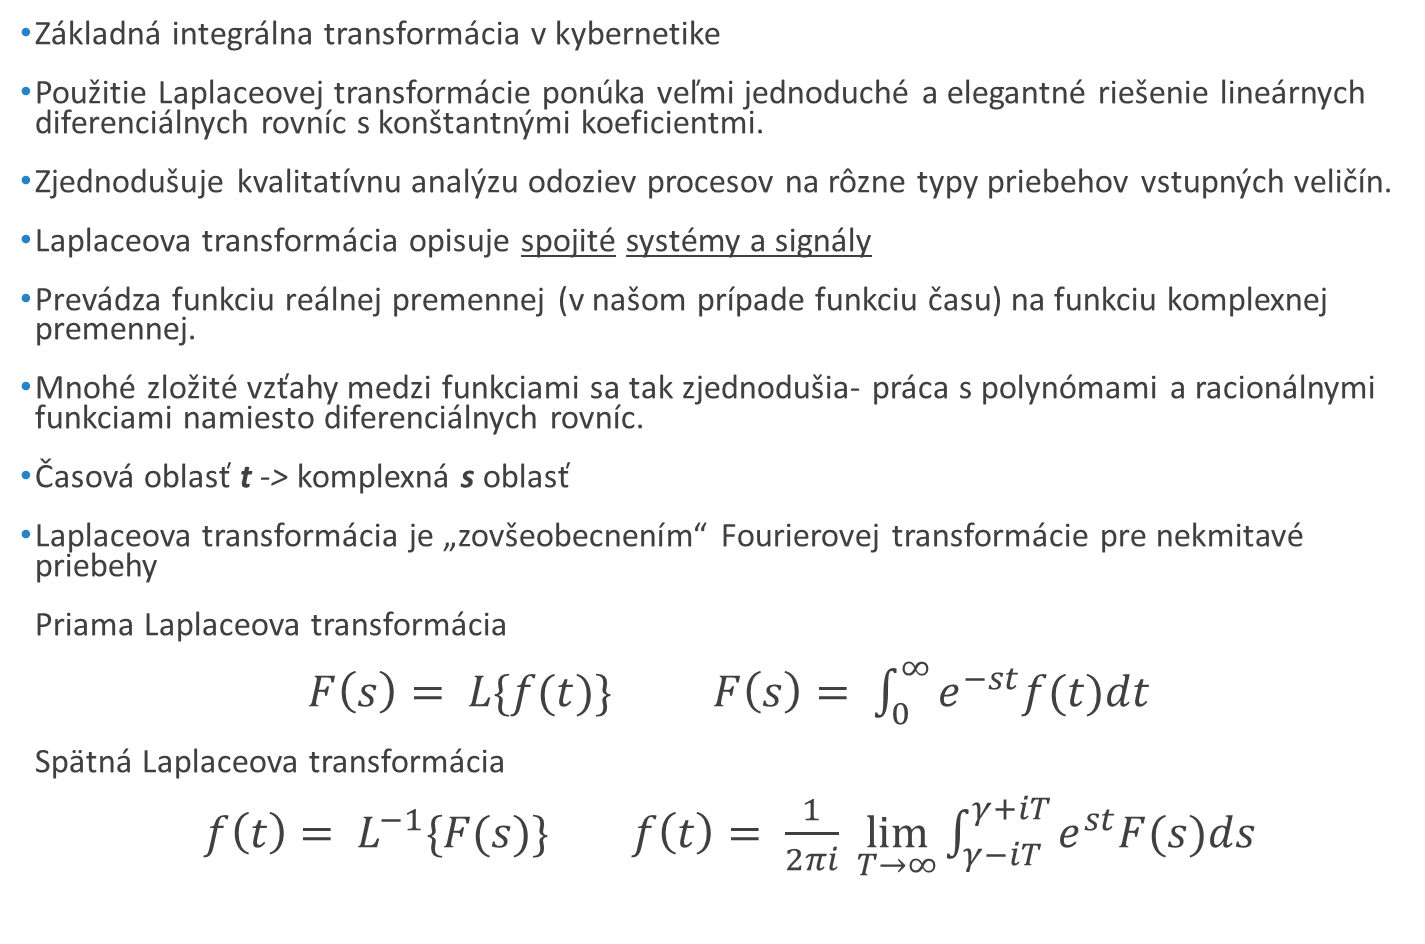 •Základná integrálna transformácia v kybernetike
•Použitie Laplaceovej transformácie ponúka veľmi jednoduché a elegantné riešenie lineárnych
diferenciálnych rovníc s konštantnými koeficientmi.
•Zjednodušuje kvalitatívnu analýzu odoziev procesov na rôzne typy priebehov vstupných veličín.
•Laplaceova transformácia opisuje spojité systémy a signály
•Prevádza funkciu reálnej premennej (v našom prípade funkciu času) na funkciu komplexnej
premennej.
•Mnohé zložité vzťahy medzi funkciami sa tak zjednodušia- práca s polynómami a racionálnymi
funkciami namiesto diferenciálnych rovníc.
•Časová oblasť t -> komplexná s oblasť
•Laplaceova transformácia je „zovšeobecnením“ Fourierovej transformácie pre nekmitavé
priebehy
Priama Laplaceova transformácia
F(s) = L{f(t)} F(s) = ∫_0^∞ e^{−st} f(t)dt
Spätná Laplaceova transformácia
f(t) = L^{−1}{F(s)} f(t) = \frac{1}{2πi} \lim_{T→∞} ∫_{γ−iT}^{γ+iT} e^{st} F(s)ds